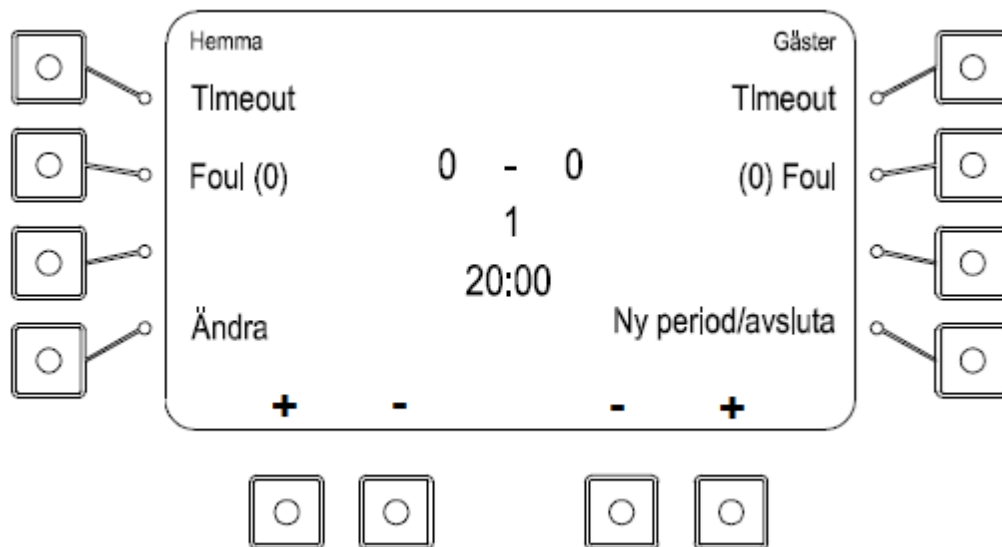 Hemma Gäster
TImeout TImeout
Foul (0) 0 - 0 (0) Foul
1
20:00
Ändra Ny period/avsluta
+ - - +